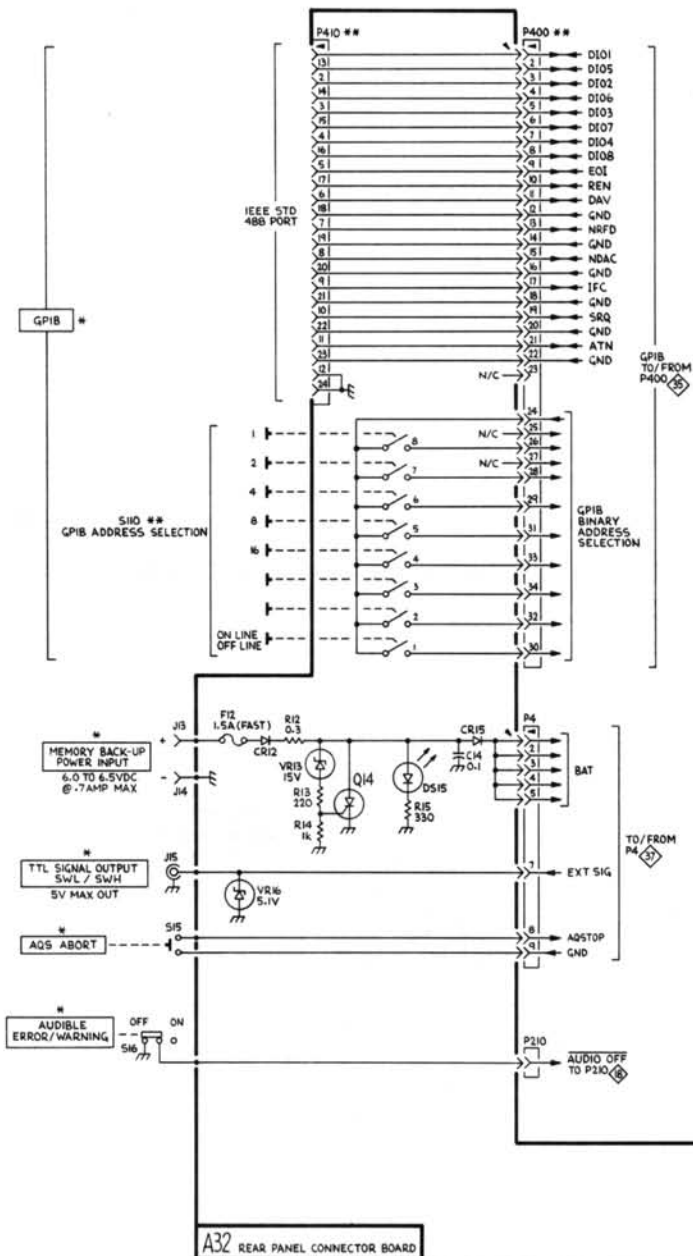 P410 **
P400 **
1 1 DIO1
13 2 DIO5
2 3 DIO2
14 4 DIO6
3 5 DIO3
15 6 DIO7
4 7 DIO4
16 8 DIO8
5 9 EOI
17 10 REN
6 11 DAV
18 12 GND
7 13 NRFD
19 14 GND
8 15 NDAC
20 16 GND
9 17 IFC
21 18 GND
10 19 SRQ
22 20 GND
11 21 ATN
23 22 GND
12 N/C 23
24
IEEE STD
488 PORT
GPIB *
GPIB
TO/FROM
P400 35
24
1 8 N/C 25
26
2 7 N/C 27
28
4 6 29
8 5 31
16 4 33
3 34
2 32
ON LINE
OFF LINE
1 30
S110 **
GPIB ADDRESS SELECTION
GPIB
BINARY
ADDRESS
SELECTION
*
MEMORY BACK-UP
POWER INPUT
6.0 TO 6.5VDC
@ .7AMP MAX
+ J13
- J14
F12
1.5A (FAST)
CR12
R12
0.3
VR13
15V
R13
220
R14
1k
Q14
DS15
R15
330
CR15
C14
0.1
P4
1
2
3
4
5
BAT
TO/FROM
P4 37
*
TTL SIGNAL OUTPUT
SWL / SWH
5V MAX OUT
J15
VR16
5.1V
7 EXT SIG
*
AQS ABORT
S15
8 AQSTOP
9 GND
*
AUDIBLE
ERROR/WARNING
OFF ON
S16
P210
AUDIO OFF
TO P210 18
A32 REAR PANEL CONNECTOR BOARD